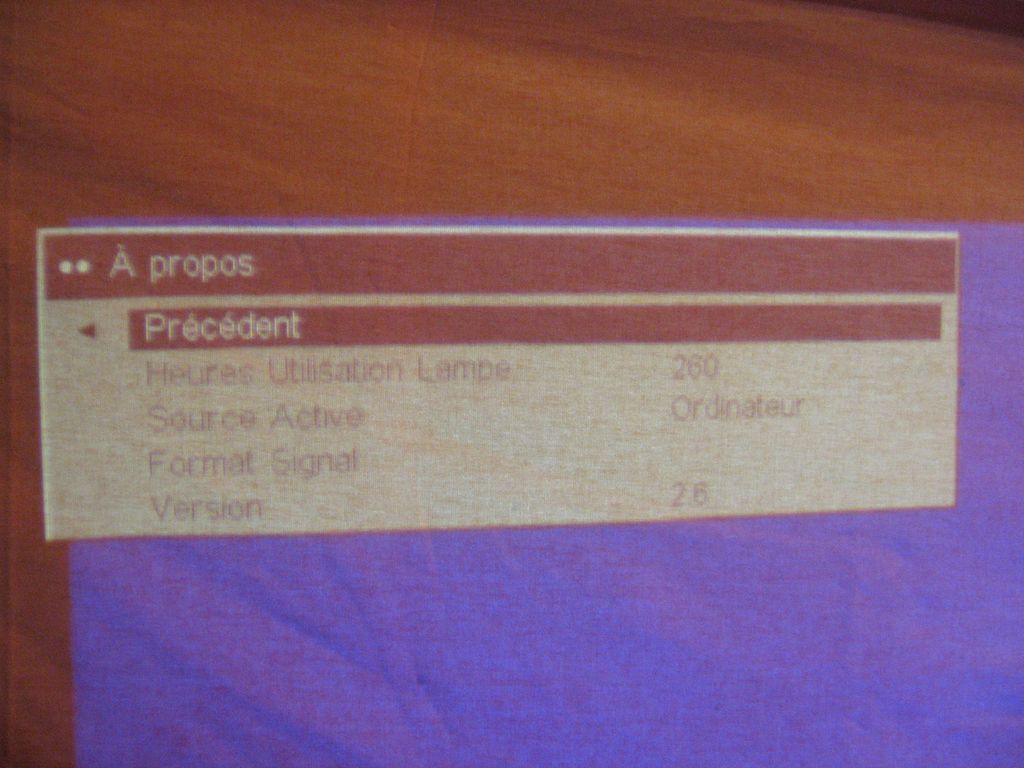 À propos
Précédent
Heures Utilisation Lampe 260
Source Active Ordinateur
Format Signal
Version 2.6